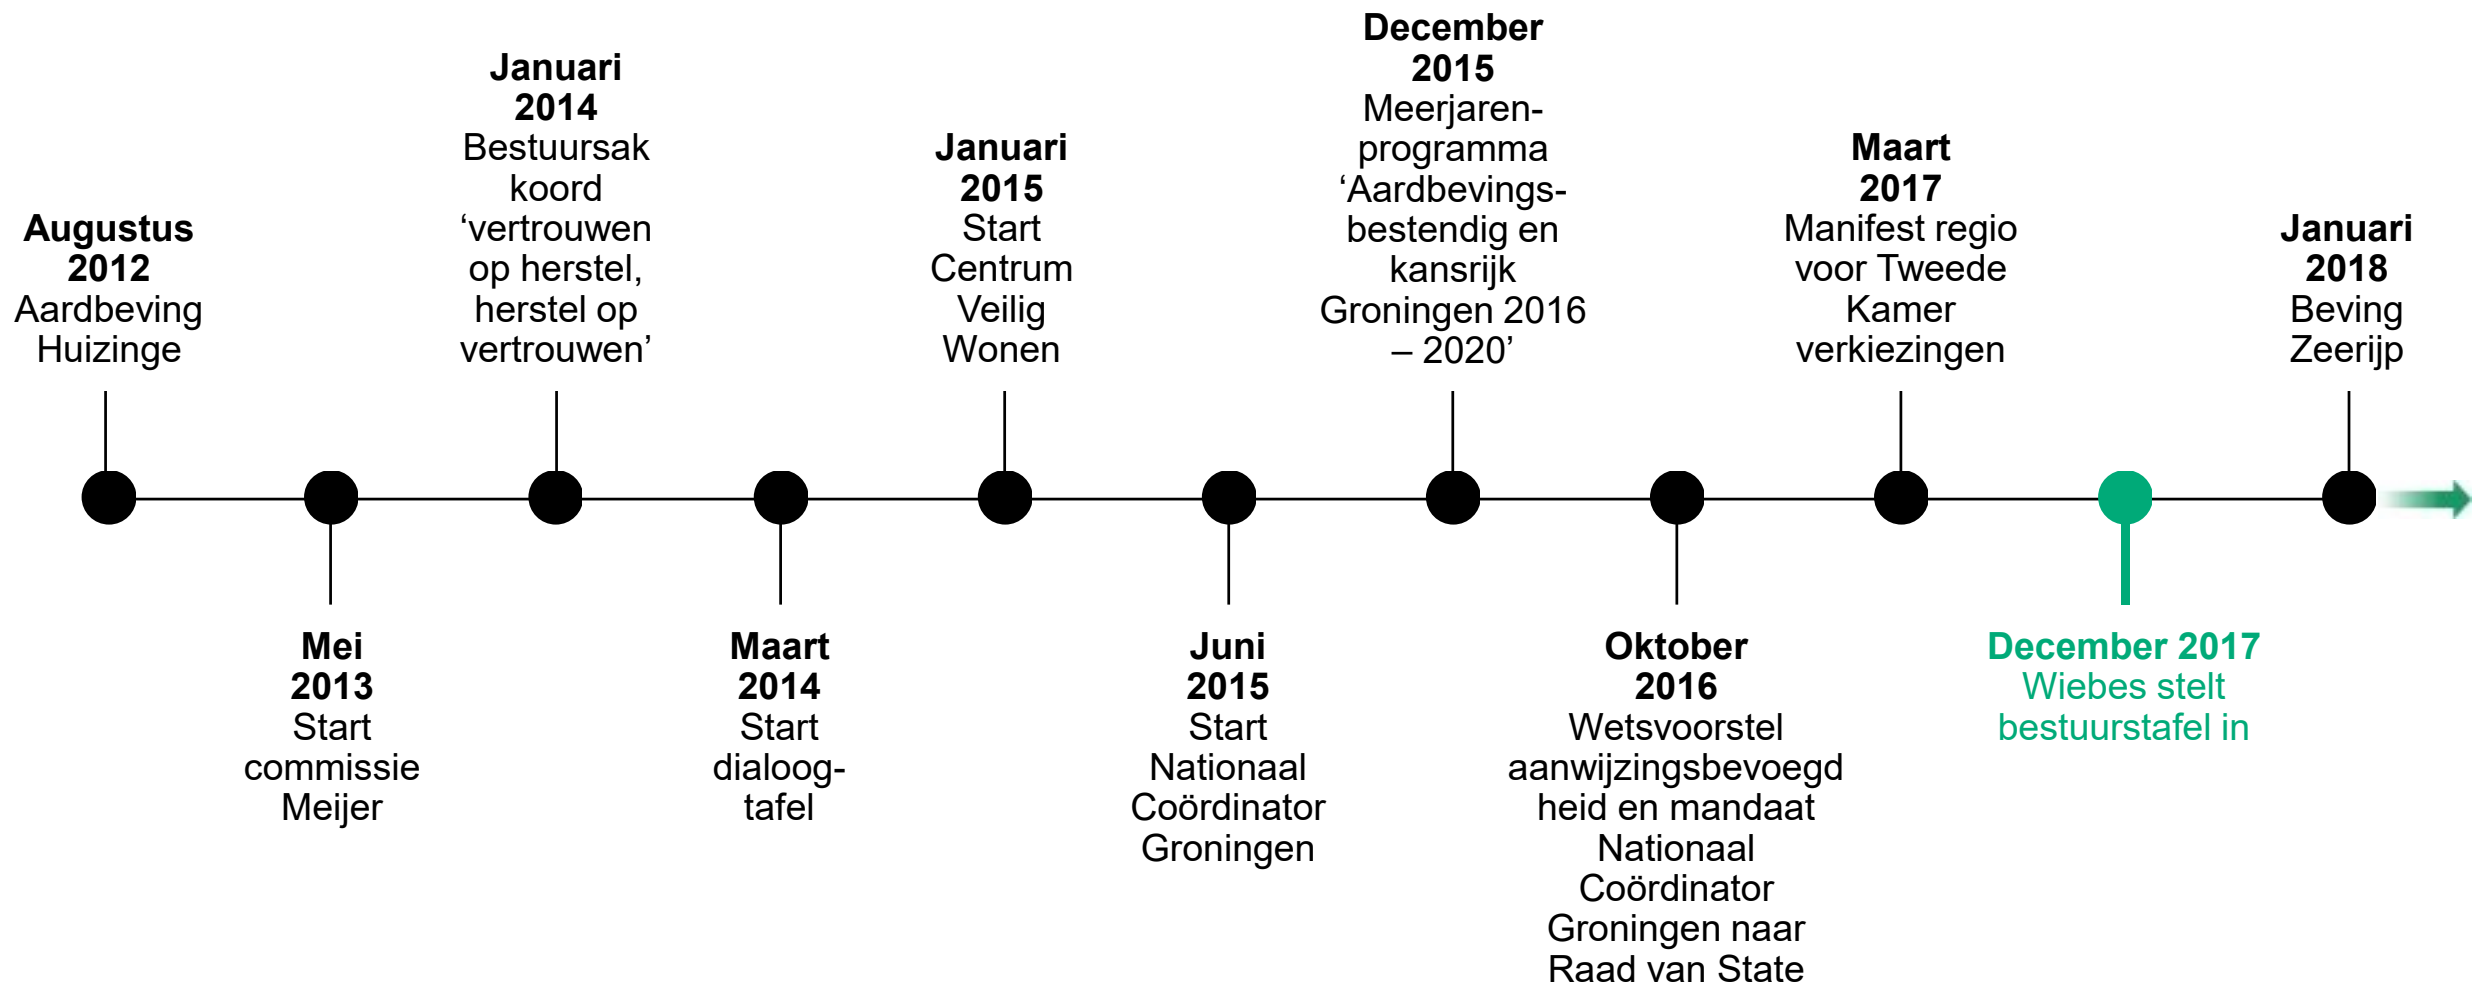 Augustus
2012
Aardbeving
Huizinge
Mei
2013
Start
commissie
Meijer
Januari
2014
Bestuursak
koord
‘vertrouwen
op herstel,
herstel op
vertrouwen’
Maart
2014
Start
dialoog-
tafel
Januari
2015
Start
Centrum
Veilig
Wonen
Juni
2015
Start
Nationaal
Coördinator
Groningen
December
2015
Meerjaren-
programma
‘Aardbevings-
bestendig en
kansrijk
Groningen 2016
– 2020’
Oktober
2016
Wetsvoorstel
aanwijzingsbevoegd
heid en mandaat
Nationaal
Coördinator
Groningen naar
Raad van State
Maart
2017
Manifest regio
voor Tweede
Kamer
verkiezingen
December 2017
Wiebes stelt
bestuurstafel in
Januari
2018
Beving
Zeerijp